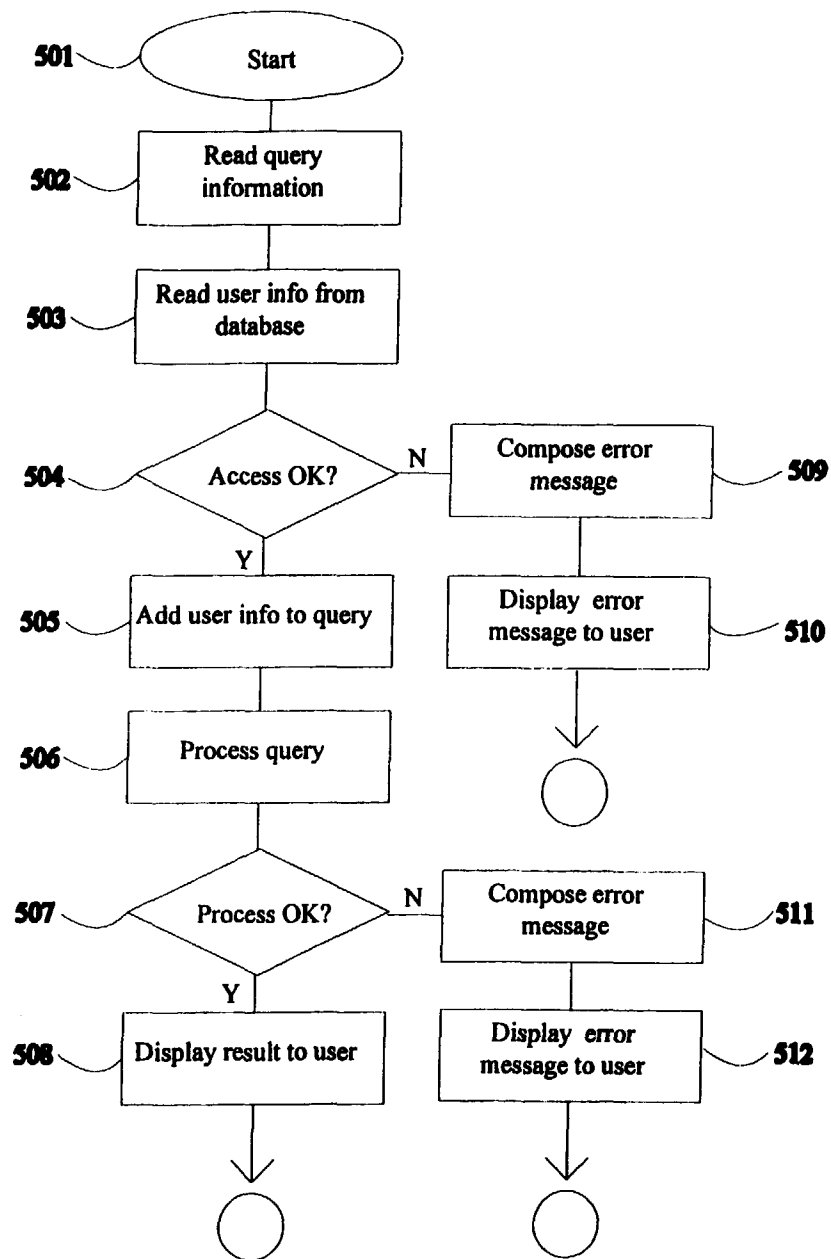 501
Start
502
Read query
information
503
Read user info from
database
504
Access OK?
N
Compose error
message
509
Y
505
Add user info to query
Display error
message to user
510
506
Process query
507
Process OK?
N
Compose error
message
511
Y
508
Display result to user
Display error
message to user
512